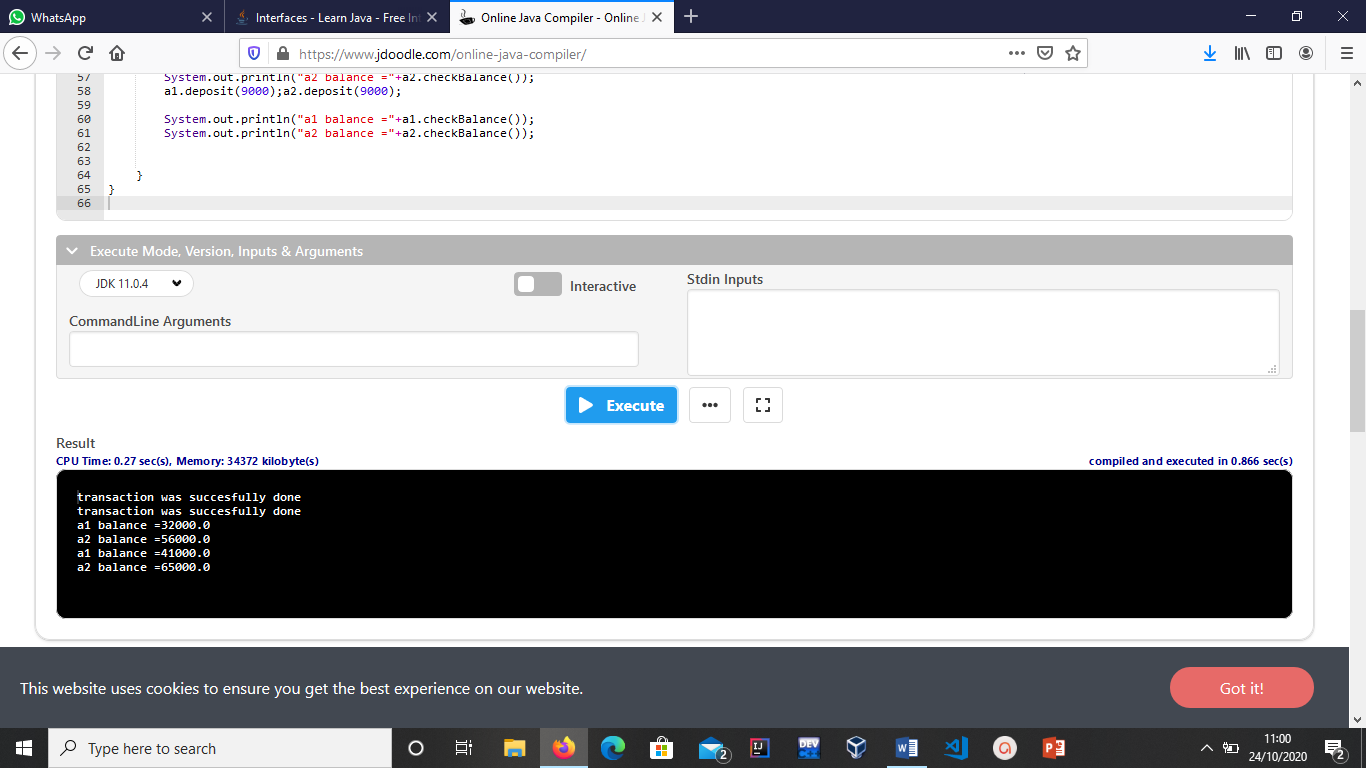 WhatsApp
Interfaces - Learn Java - Free In
Online Java Compiler - Online J
https://www.jdoodle.com/online-java-compiler/
57 System.out.println("a2 balance ="+a2.checkBalance());
58 a1.deposit(9000);a2.deposit(9000);
59
60 System.out.println("a1 balance ="+a1.checkBalance());
61 System.out.println("a2 balance ="+a2.checkBalance());
62
63
64 }
65 }
66
Execute Mode, Version, Inputs & Arguments
JDK 11.0.4
Interactive
Stdin Inputs
CommandLine Arguments
Execute
Result
CPU Time: 0.27 sec(s), Memory: 34372 kilobyte(s)
compiled and executed in 0.866 sec(s)
transaction was succesfully done
transaction was succesfully done
a1 balance =32000.0
a2 balance =56000.0
a1 balance =41000.0
a2 balance =65000.0
This website uses cookies to ensure you get the best experience on our website.
Got it!
Type here to search
2
IJ
DEV
W
P
11:00
24/10/2020
2